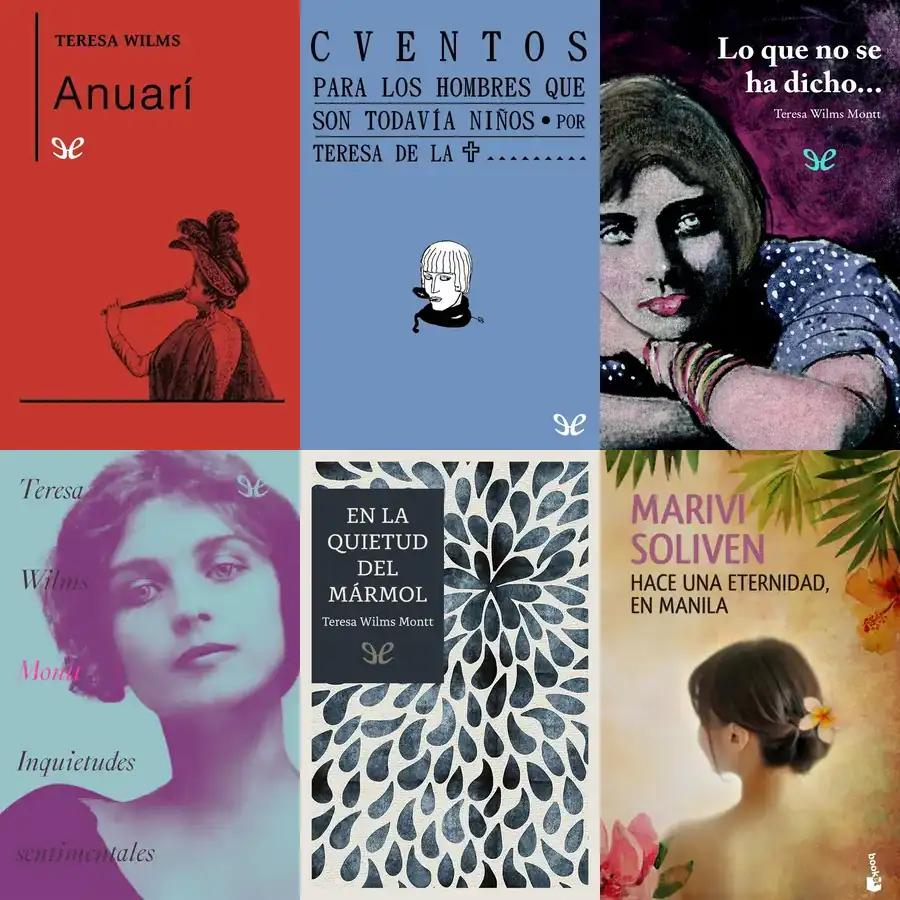 TERESA WILMS
Anuarí
CVENTOS
PARA LOS HOMBRES QUE
SON TODAVÍA NIÑOS • POR
TERESA DE LA ✝
Lo que no se
ha dicho...
Teresa Wilms Montt
Teresa
Wilms
Montt
Inquietudes
sentimentales
EN LA
QUIETUD
DEL
MÁRMOL
Teresa Wilms Montt
MARIVI
SOLIVEN
HACE UNA ETERNIDAD,
EN MANILA
booket